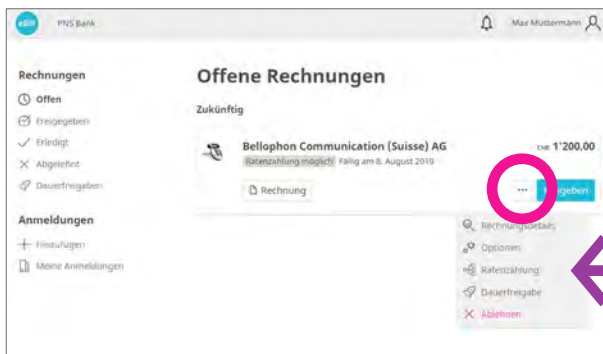 eBill PNS Bank Max Mustermann
Rechnungen
Offen
Freigegeben
Erledigt
Abgelehnt
Dauerfreigaben
Anmeldungen
Hinzufügen
Meine Anmeldungen
Offene Rechnungen
Zukünftig
Bellophon Communication (Suisse) AG CHF 1'200.00
Ratenzahlung möglich Fällig am 8. August 2019
Rechnung ... geben
Rechnungsdetails
Optionen
Ratenzahlung
Dauerfreigabe
Ablehnen